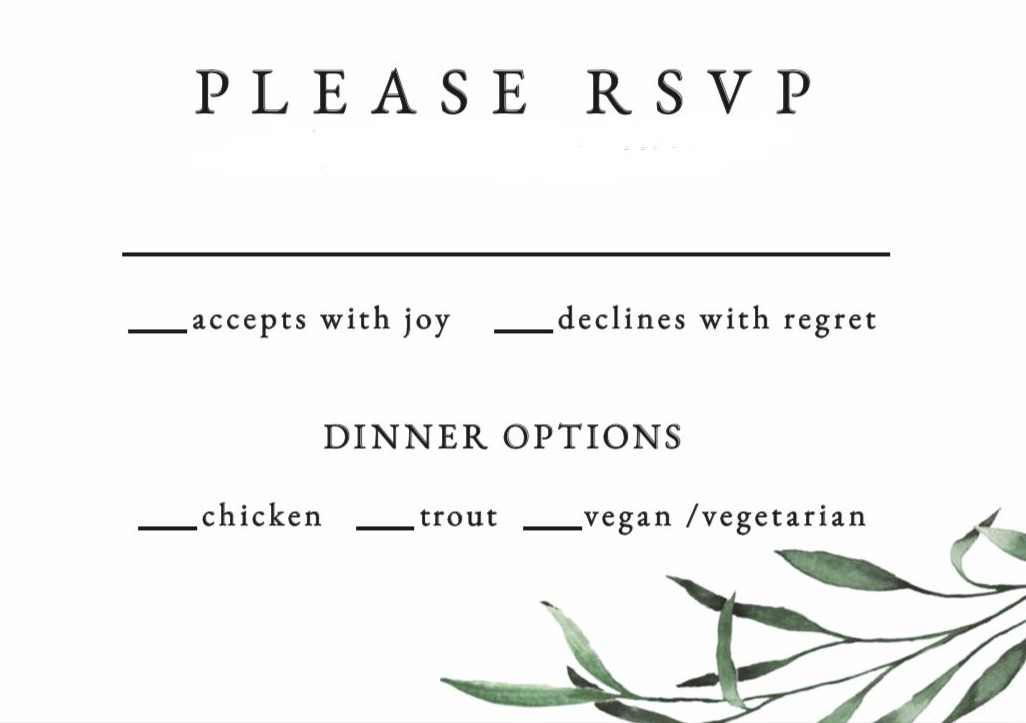 PLEASE RSVP
___accepts with joy ___declines with regret
DINNER OPTIONS
___chicken ___trout ___vegan /vegetarian